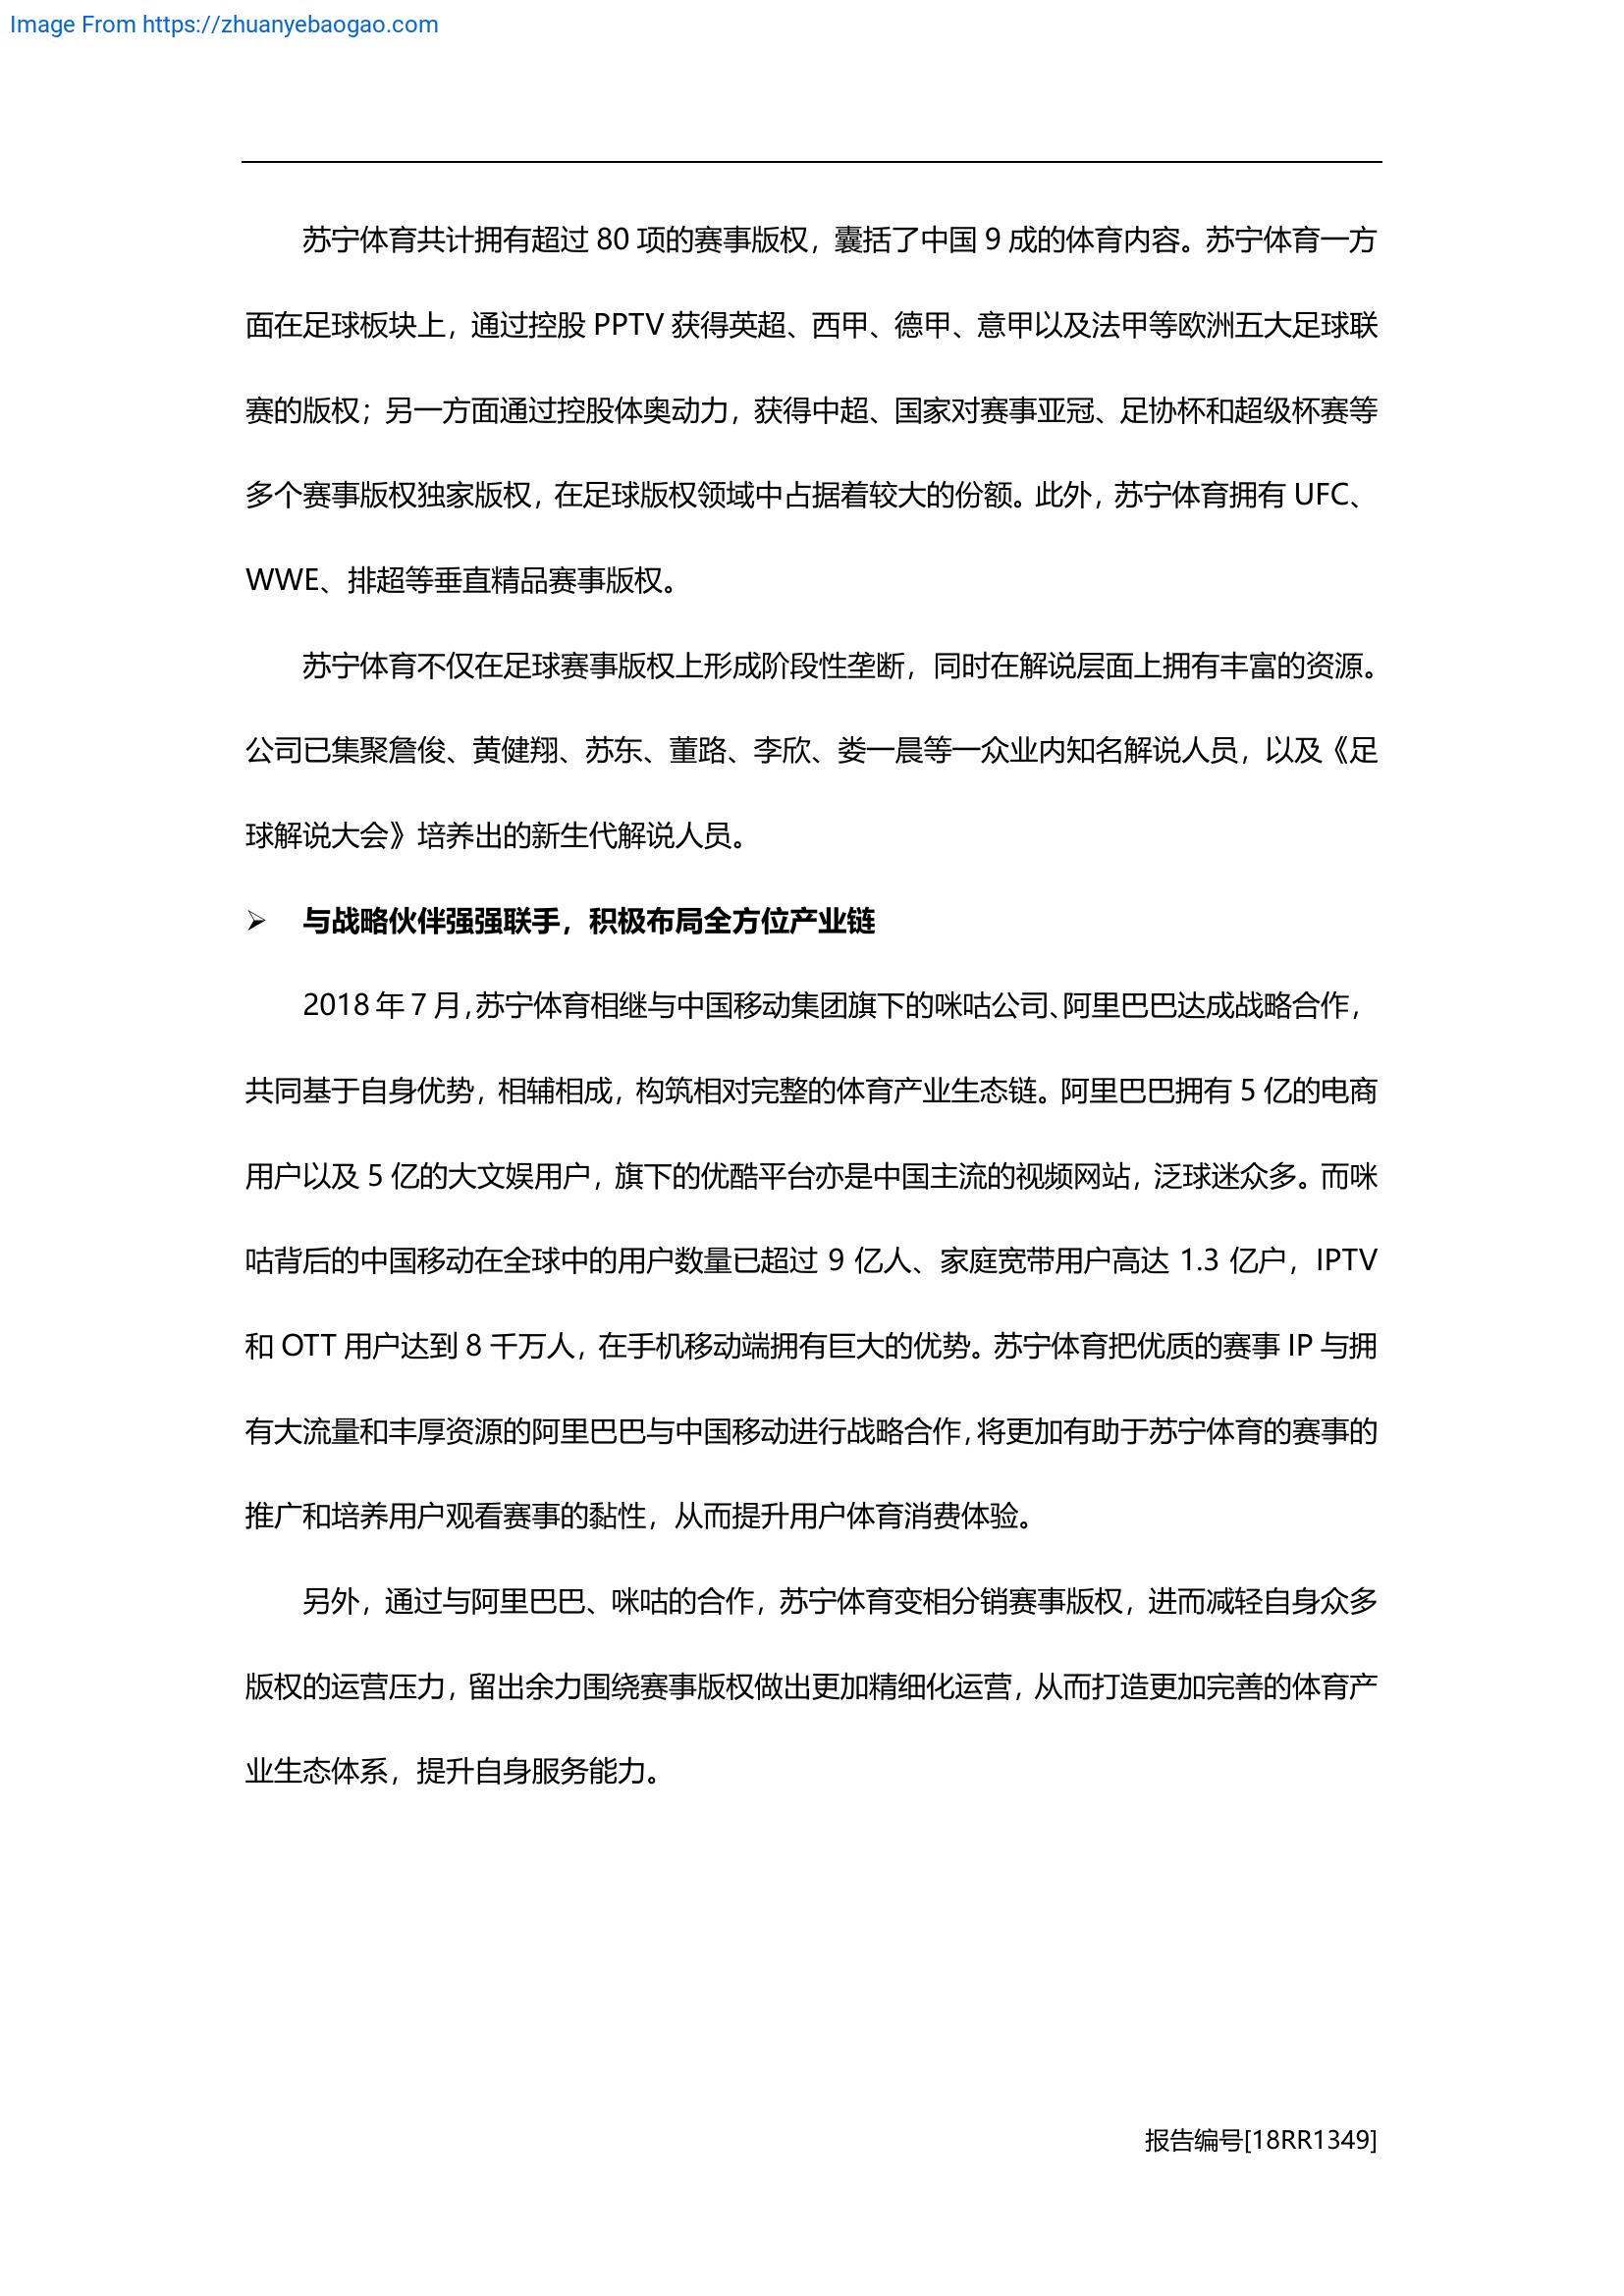 Image From https://zhuanyebaogao.com
苏宁体育共计拥有超过 80 项的赛事版权，囊括了中国 9 成的体育内容。苏宁体育一方
面在足球板块上，通过控股 PPTV 获得英超、西甲、德甲、意甲以及法甲等欧洲五大足球联
赛的版权；另一方面通过控股体奥动力，获得中超、国家对赛事亚冠、足协杯和超级杯赛等
多个赛事版权独家版权，在足球版权领域中占据着较大的份额。此外，苏宁体育拥有 UFC、
WWE、排超等垂直精品赛事版权。
苏宁体育不仅在足球赛事版权上形成阶段性垄断，同时在解说层面上拥有丰富的资源。
公司已集聚詹俊、黄健翔、苏东、董路、李欣、娄一晨等一众业内知名解说人员，以及《足
球解说大会》培养出的新生代解说人员。
➢ 与战略伙伴强强联手，积极布局全方位产业链
2018 年 7 月，苏宁体育相继与中国移动集团旗下的咪咕公司、阿里巴巴达成战略合作，
共同基于自身优势，相辅相成，构筑相对完整的体育产业生态链。阿里巴巴拥有 5 亿的电商
用户以及 5 亿的大文娱用户，旗下的优酷平台亦是中国主流的视频网站，泛球迷众多。而咪
咕背后的中国移动在全球中的用户数量已超过 9 亿人、家庭宽带用户高达 1.3 亿户，IPTV
和 OTT 用户达到 8 千万人，在手机移动端拥有巨大的优势。苏宁体育把优质的赛事 IP 与拥
有大流量和丰厚资源的阿里巴巴与中国移动进行战略合作，将更加有助于苏宁体育的赛事的
推广和培养用户观看赛事的黏性，从而提升用户体育消费体验。
另外，通过与阿里巴巴、咪咕的合作，苏宁体育变相分销赛事版权，进而减轻自身众多
版权的运营压力，留出余力围绕赛事版权做出更加精细化运营，从而打造更加完善的体育产
业生态体系，提升自身服务能力。
报告编号[18RR1349]